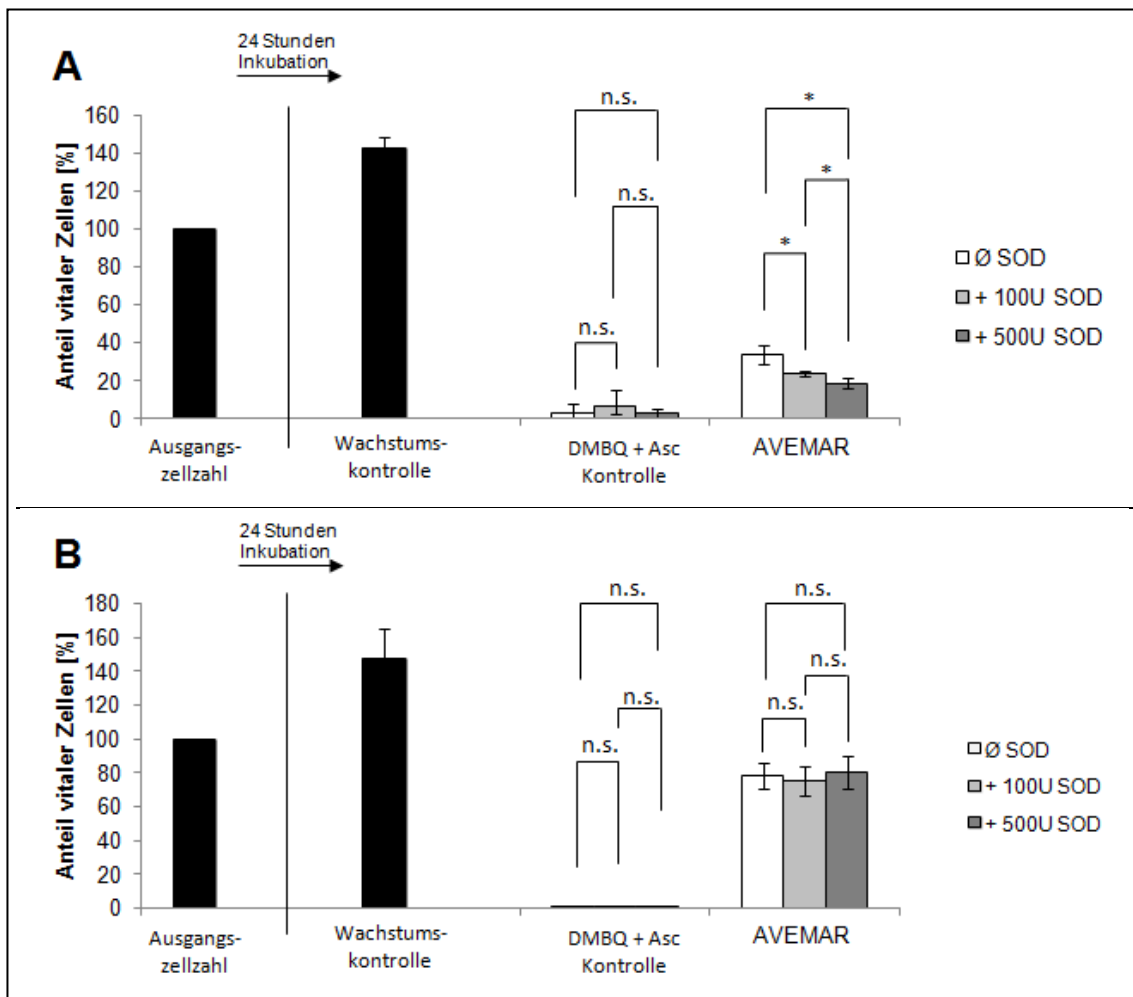 A
24 Stunden
Inkubation
Anteil vitaler Zellen [%]
160
140
120
100
80
60
40
20
0
n.s.
n.s.
n.s.
*
*
*
Ø SOD
+ 100U SOD
+ 500U SOD
Ausgangs-
zellzahl
Wachstums-
kontrolle
DMBQ + Asc
Kontrolle
AVEMAR
B
24 Stunden
Inkubation
Anteil vitaler Zellen [%]
180
160
140
120
100
80
60
40
20
0
n.s.
n.s.
n.s.
n.s.
n.s.
n.s.
Ø SOD
+ 100U SOD
+ 500U SOD
Ausgangs-
zellzahl
Wachstums-
kontrolle
DMBQ + Asc
Kontrolle
AVEMAR